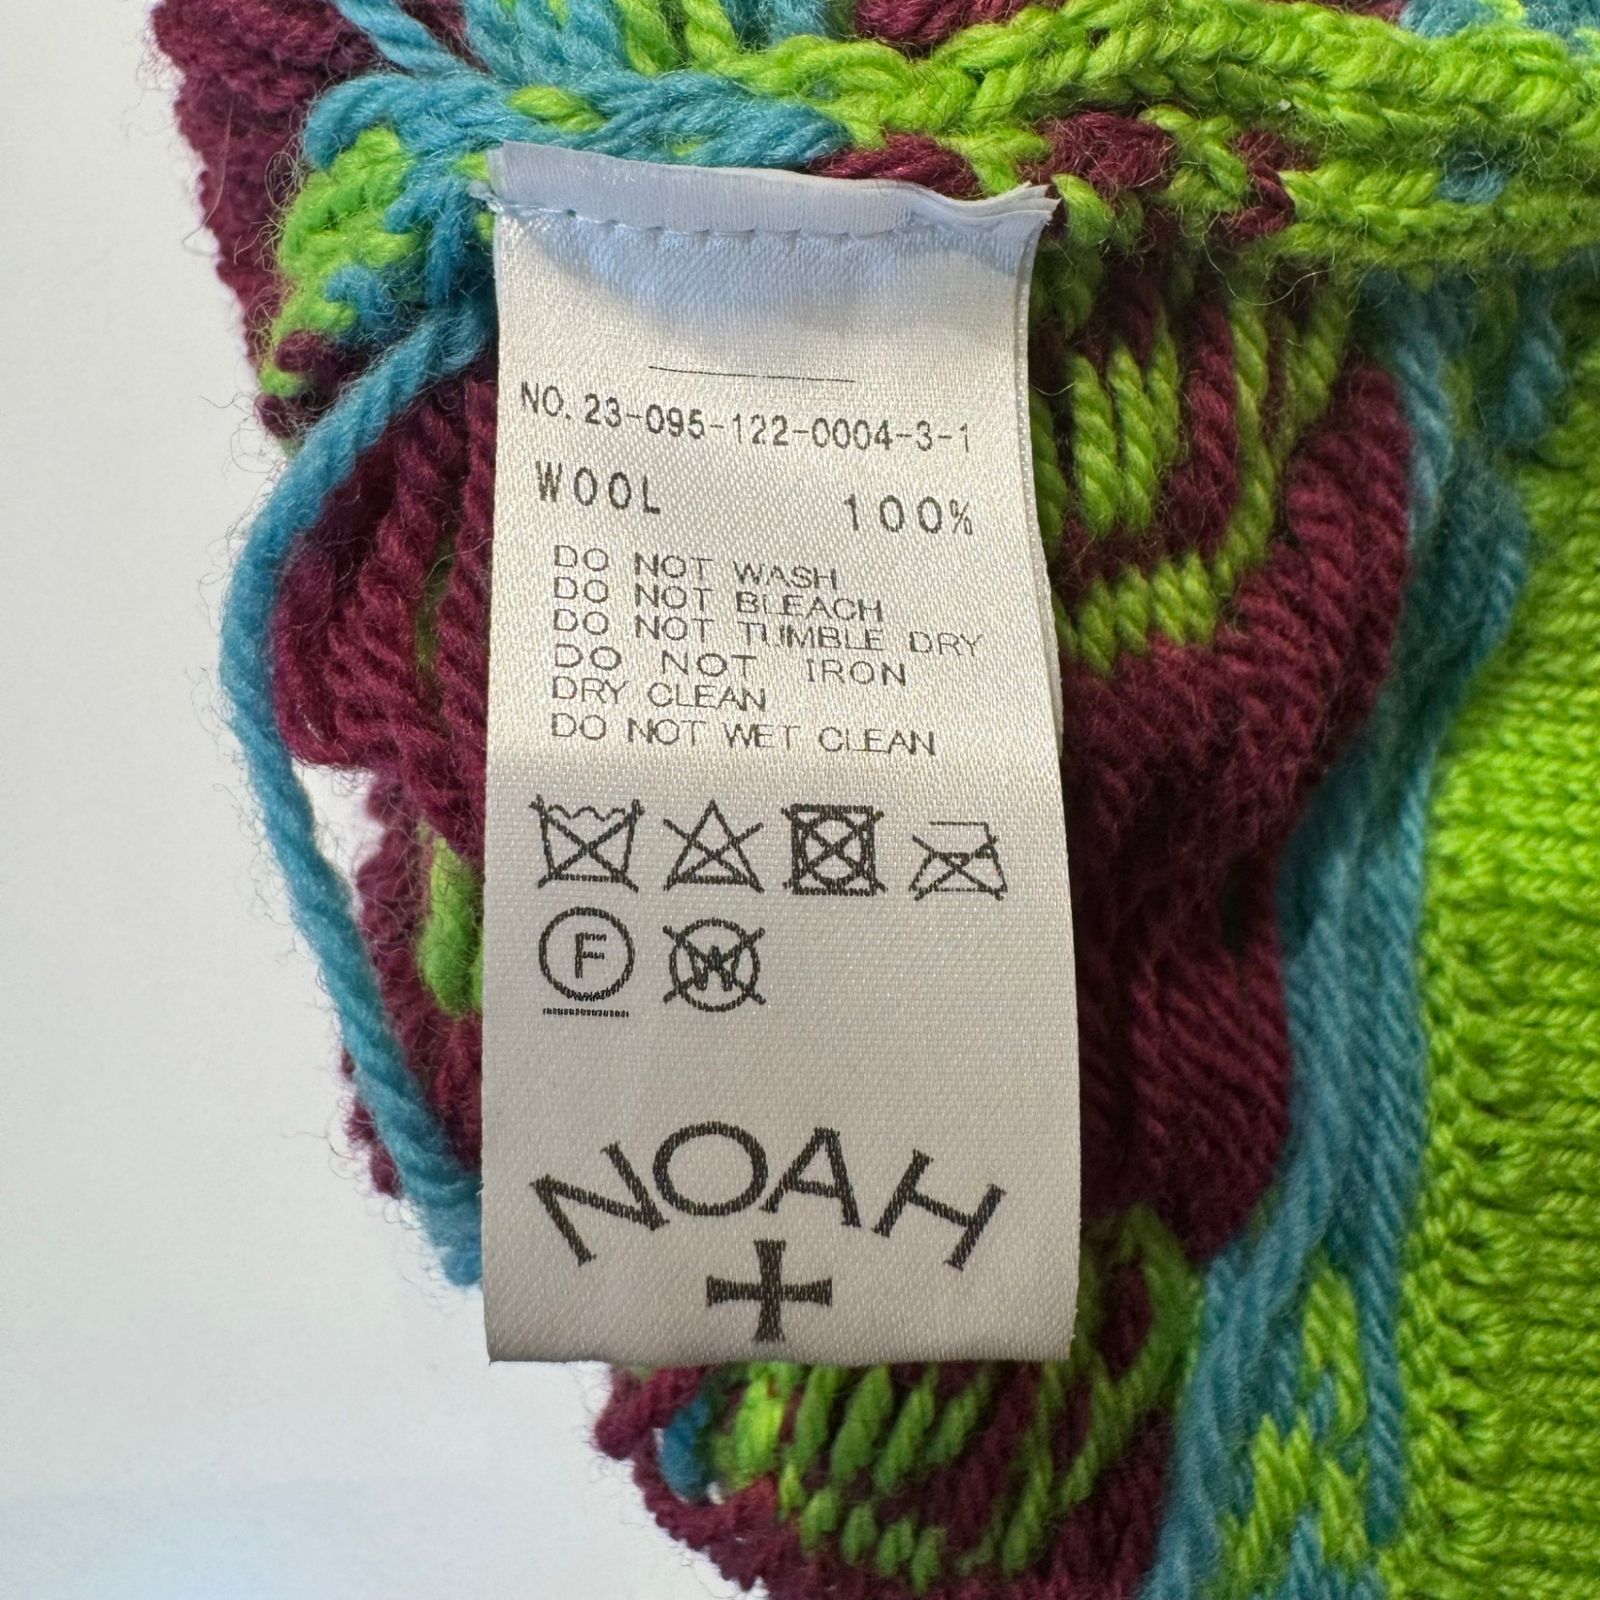 NO. 23-095-122-0004-3-1
WOOL 100%
DO NOT WASH
DO NOT BLEACH
DO NOT TUMBLE DRY
DO NOT IRON
DRY CLEAN
DO NOT WET CLEAN
F W
NOAH